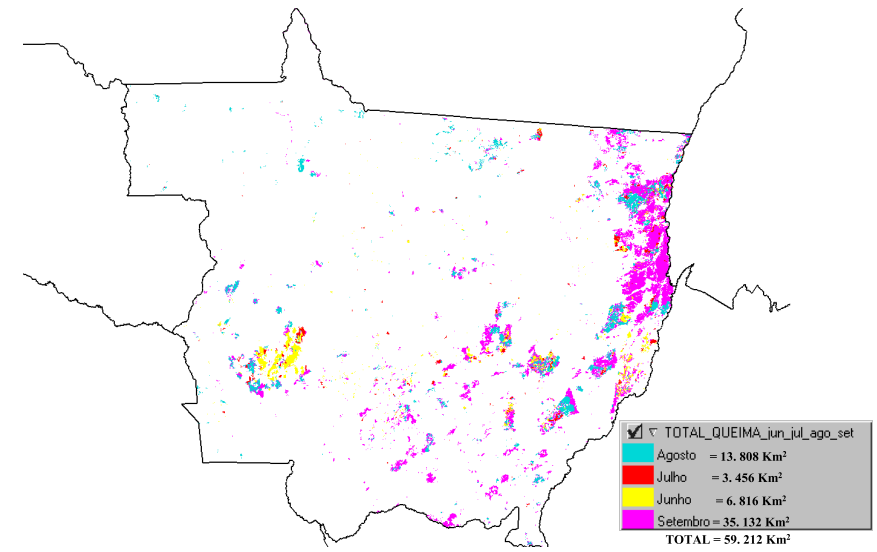 TOTAL_QUEIMA_jun_jul_ago_set
Agosto = 13. 808 Km²
Julho = 3. 456 Km²
Junho = 6. 816 Km²
Setembro = 35. 132 Km²
TOTAL = 59. 212 Km²